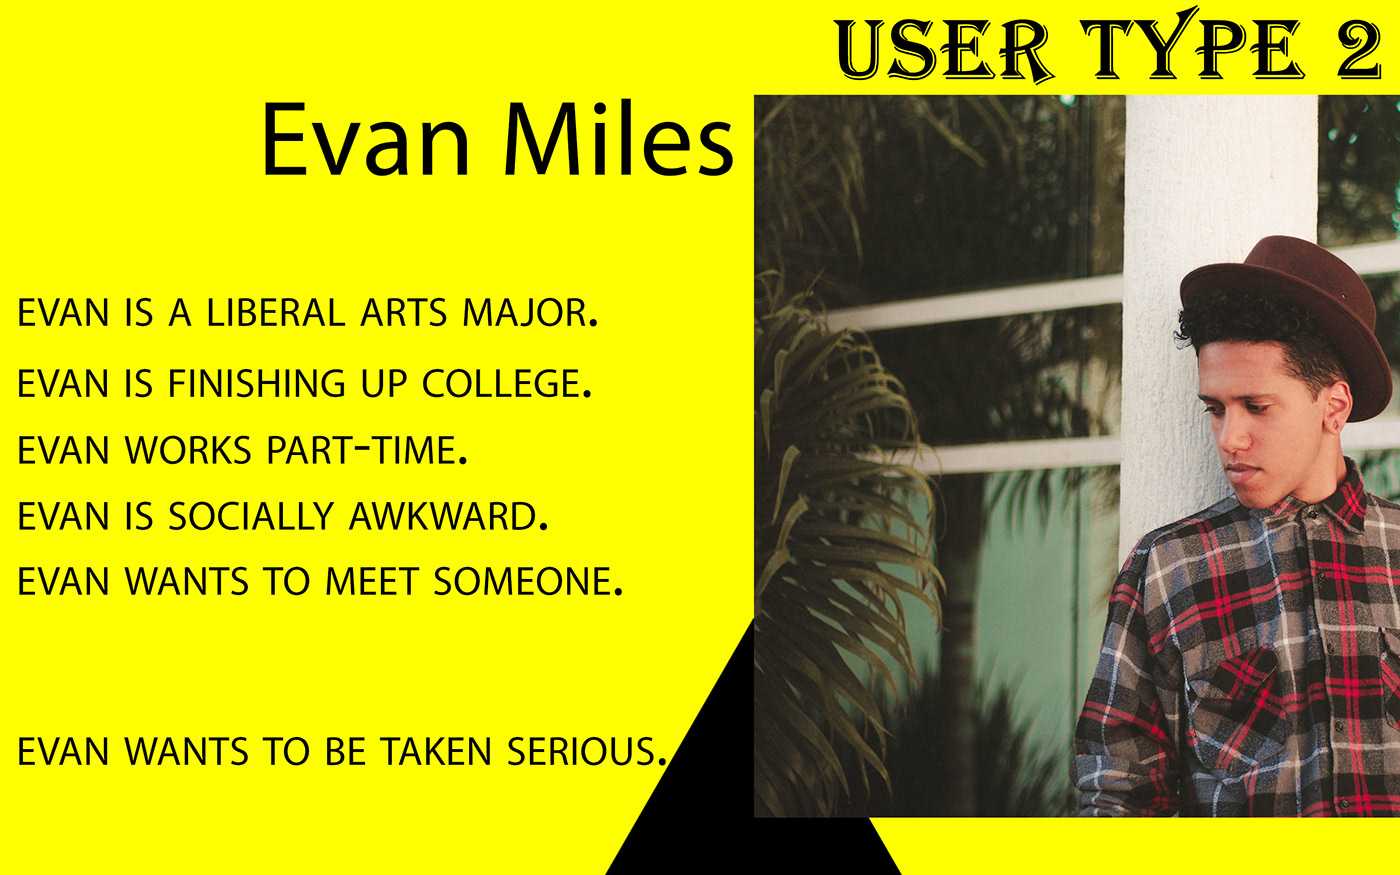 USER TYPE 2
Evan Miles
EVAN IS A LIBERAL ARTS MAJOR.
EVAN IS FINISHING UP COLLEGE.
EVAN WORKS PART-TIME.
EVAN IS SOCIALLY AWKWARD.
EVAN WANTS TO MEET SOMEONE.
EVAN WANTS TO BE TAKEN SERIOUS.